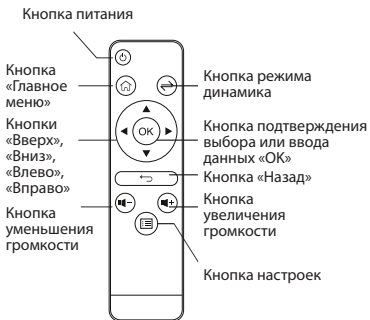 Кнопка питания
Кнопка
«Главное
меню»
Кнопка режима
динамика
Кнопки
«Вверх»,
«Вниз»,
«Влево»,
«Вправо»
OK
Кнопка подтверждения
выбора или ввода
данных «ОК»
Кнопка «Назад»
Кнопка
уменьшения
громкости
Кнопка
увеличения
громкости
Кнопка настроек